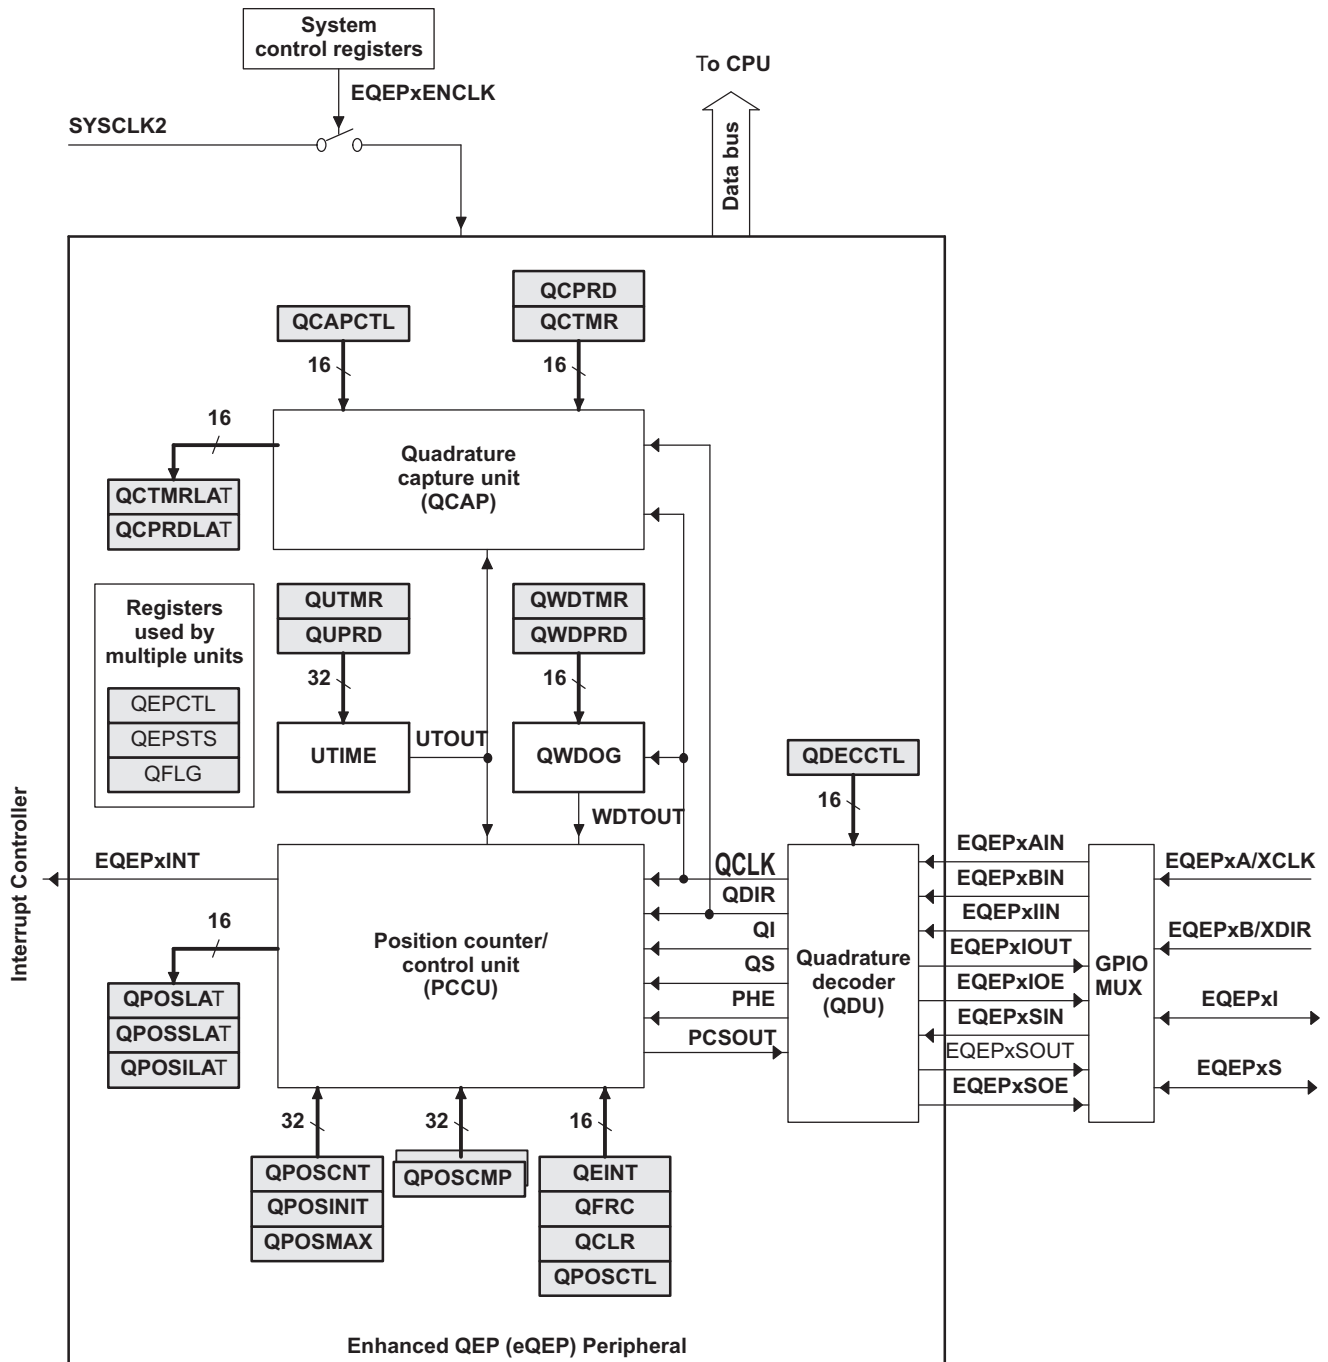 System
control registers
To CPU
EQEPxENCLK
SYSCLK2
Data bus
QCPRD
QCAPCTL
QCTMR
16
16
16
Quadrature
capture unit
(QCAP)
QCTMRLAT
QCPRDLAT
Registers
used by
multiple units
QEPCTL
QEPSTS
QFLG
QUTMR
QUPRD
QWDTMR
QWDPRD
32
16
UTIME
UTOUT
QWDOG
WDTOUT
QDECCTL
16
Interrupt Controller
EQEPxINT
16
QPOSLAT
QPOSSLAT
QPOSILAT
Position counter/
control unit
(PCCU)
QCLK
QDIR
QI
QS
PHE
PCSOUT
Quadrature
decoder
(QDU)
EQEPxAIN
EQEPxBIN
EQEPxIIN
EQEPxIOUT
EQEPxIOE
EQEPxSIN
EQEPxSOUT
EQEPxSOE
GPIO
MUX
EQEPxA/XCLK
EQEPxB/XDIR
EQEPxI
EQEPxS
32
32
16
QPOSCNT
QPOSINIT
QPOSMAX
QPOSCMP
QEINT
QFRC
QCLR
QPOSCTL
Enhanced QEP (eQEP) Peripheral